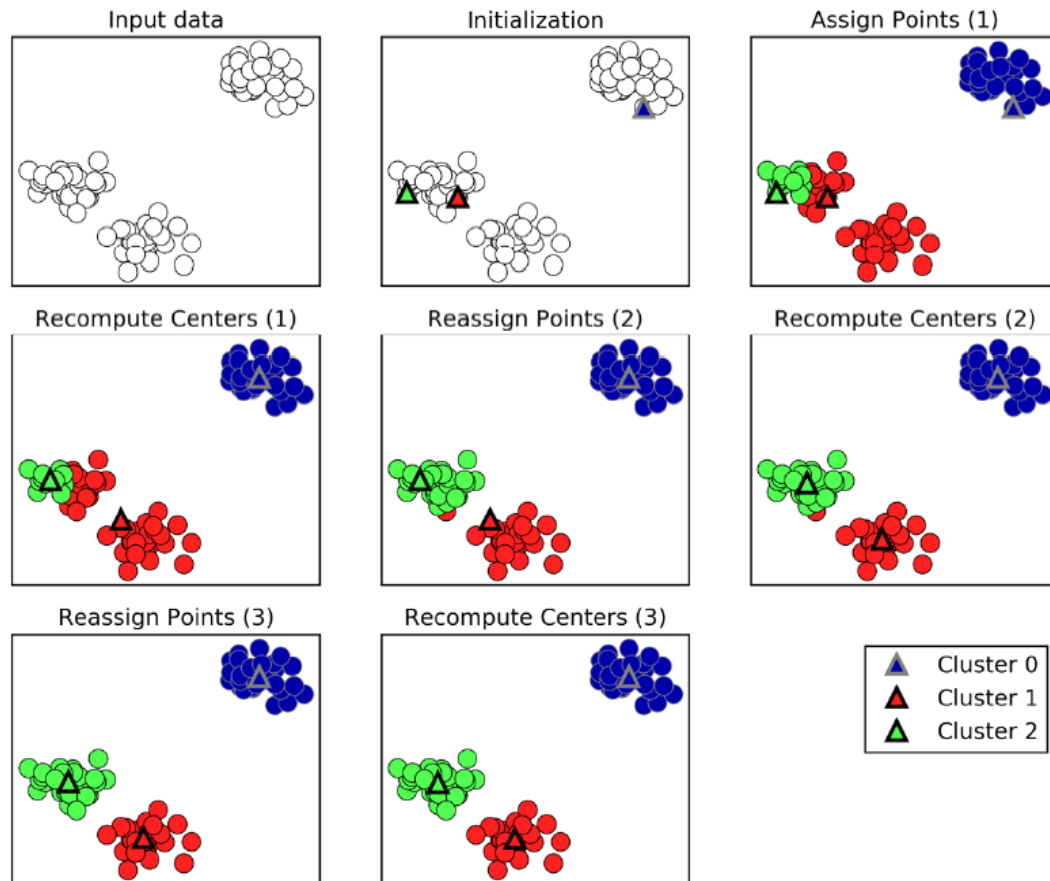 Input data
Initialization
Assign Points (1)
Recompute Centers (1)
Reassign Points (2)
Recompute Centers (2)
Reassign Points (3)
Recompute Centers (3)
Cluster 0
Cluster 1
Cluster 2